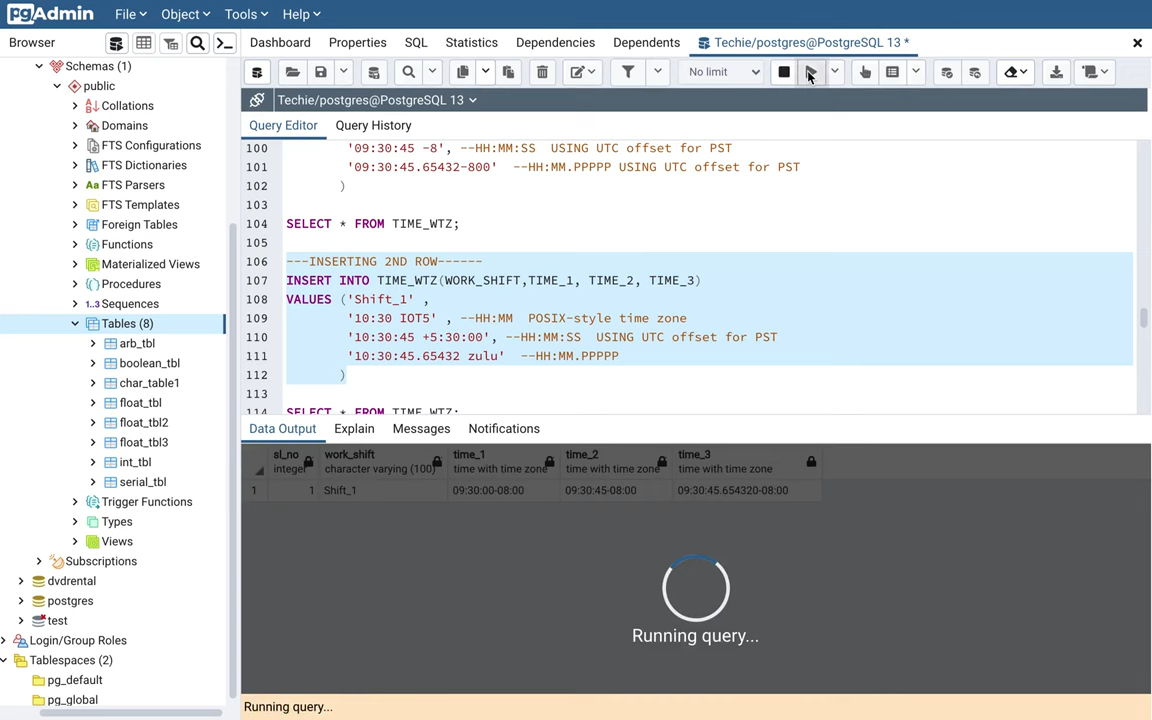 pgAdmin File Object Tools Help
Browser
Dashboard Properties SQL Statistics Dependencies Dependents Techie/postgres@PostgreSQL 13 *
No limit
Techie/postgres@PostgreSQL 13
Query Editor Query History
Schemas (1)
public
Collations
Domains
FTS Configurations
FTS Dictionaries
Aa FTS Parsers
FTS Templates
Foreign Tables
Functions
Materialized Views
Procedures
1..3 Sequences
Tables (8)
arb_tbl
boolean_tbl
char_table1
float_tbl
float_tbl2
float_tbl3
int_tbl
serial_tbl
Trigger Functions
Types
Views
Subscriptions
dvdrental
postgres
test
Login/Group Roles
Tablespaces (2)
pg_default
pg_global
100 '09:30:45 -8', --HH:MM:SS USING UTC offset for PST
101 '09:30:45.65432-800' --HH:MM.PPPPP USING UTC offset for PST
102 )
103
104 SELECT * FROM TIME_WTZ;
105
106 ---INSERTING 2ND ROW------
107 INSERT INTO TIME_WTZ(WORK_SHIFT,TIME_1, TIME_2, TIME_3)
108 VALUES ('Shift_1' ,
109 '10:30 IOT5' , --HH:MM POSIX-style time zone
110 '10:30:45 +5:30:00', --HH:MM:SS USING UTC offset for PST
111 '10:30:45.65432 zulu' --HH:MM.PPPPP
112 )
113
114 SELECT * FROM TIME_WTZ;
Data Output Explain Messages Notifications
sl_no work_shift time_1 time_2 time_3
integer character varying (100) time with time zone time with time zone time with time zone
1 1 Shift_1 09:30:00-08:00 09:30:45-08:00 09:30:45.654320-08:00
Running query...
Running query...